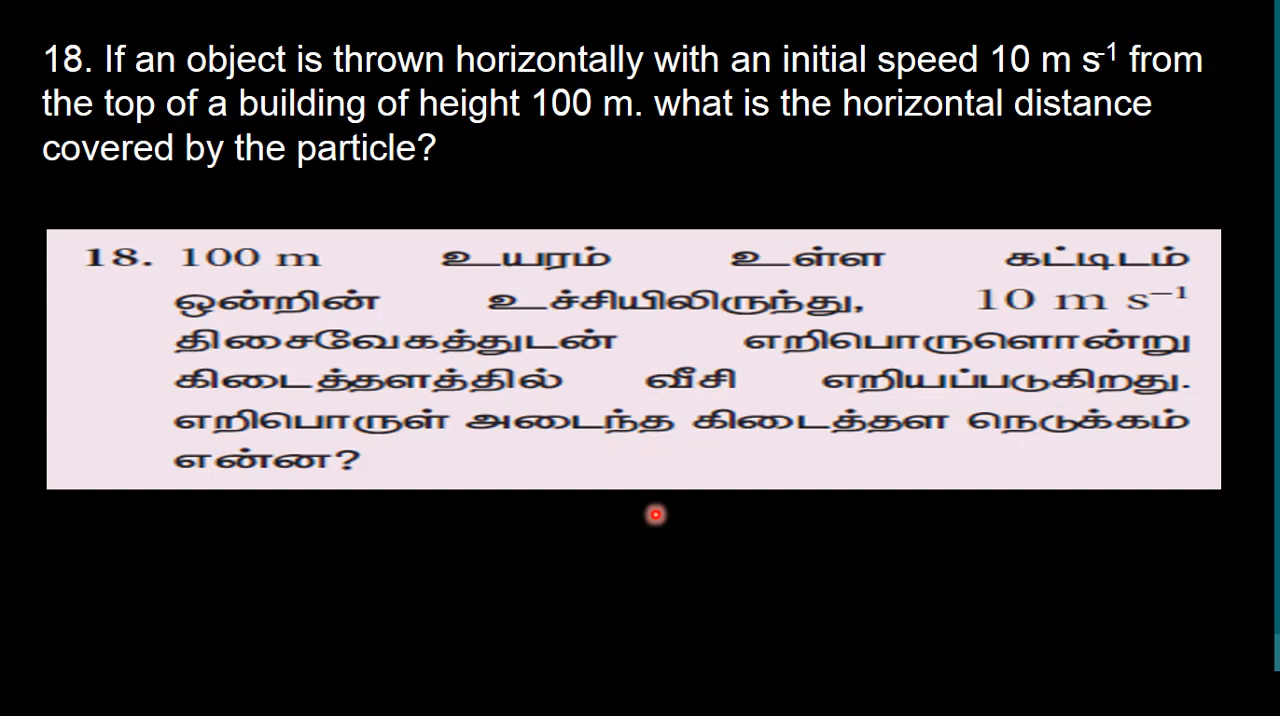 18. If an object is thrown horizontally with an initial speed 10 m s⁻¹ from
the top of a building of height 100 m. what is the horizontal distance
covered by the particle?
18. 100 m உயரம் உள்ள கட்டிடம்
ஒன்றின் உச்சியிலிருந்து, 10 m s⁻¹
திசைவேகத்துடன் எறிபொருளொன்று
கிடைத்தளத்தில் வீசி எறியப்படுகிறது.
எறிபொருள் அடைந்த கிடைத்தள நெடுக்கம்
என்ன?